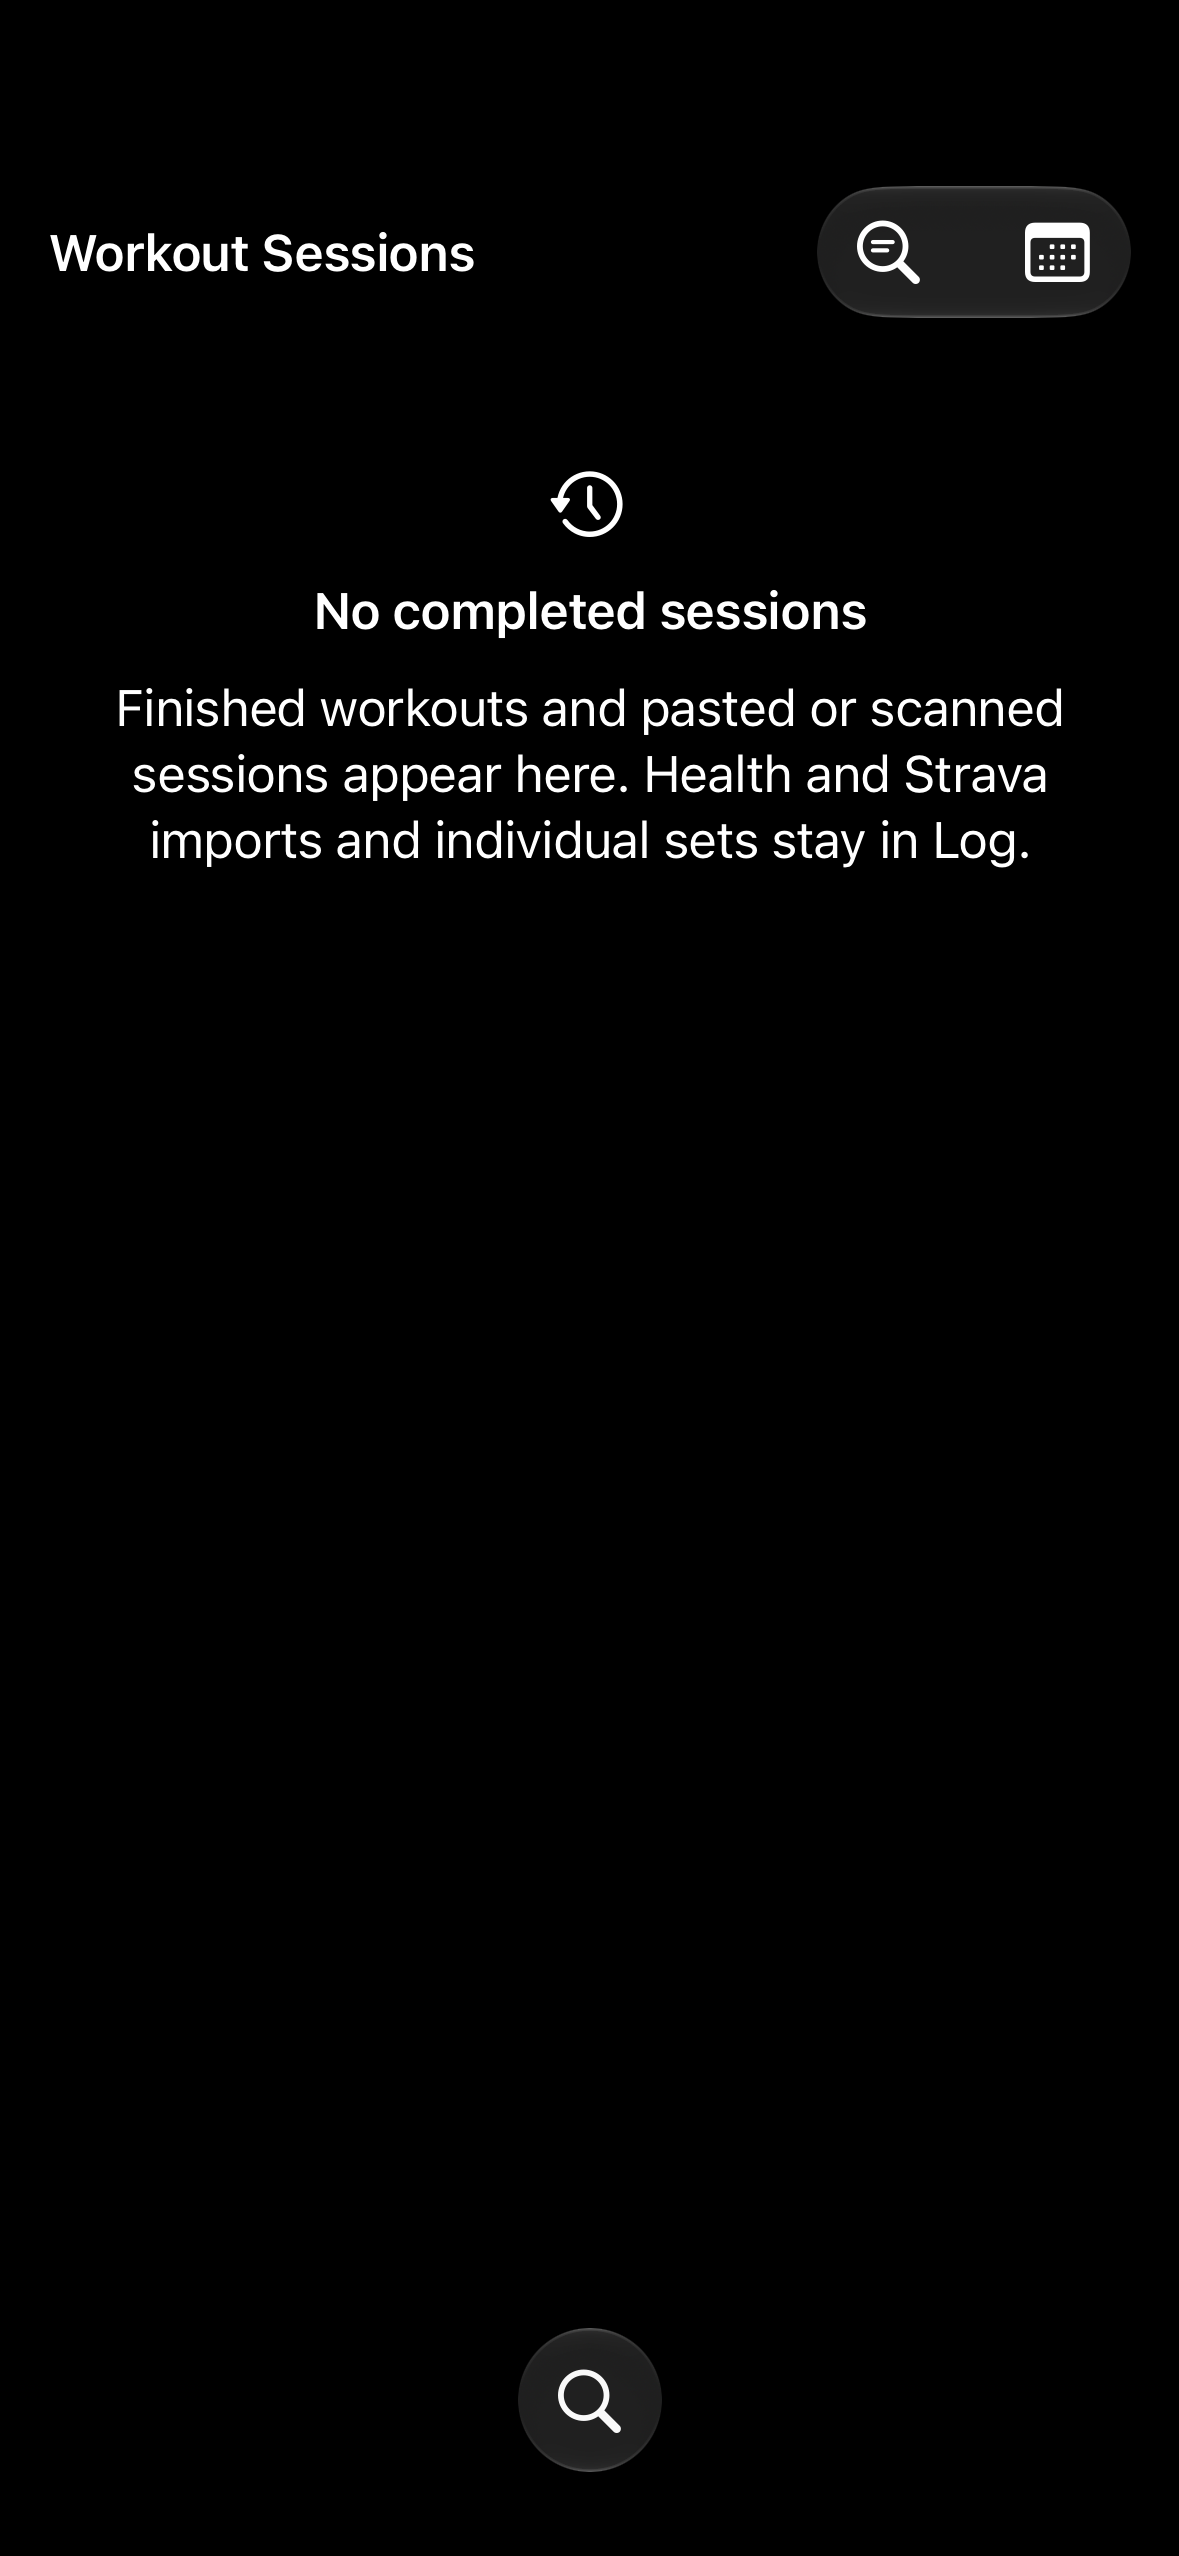 Workout Sessions
No completed sessions
Finished workouts and pasted or scanned
sessions appear here. Health and Strava
imports and individual sets stay in Log.